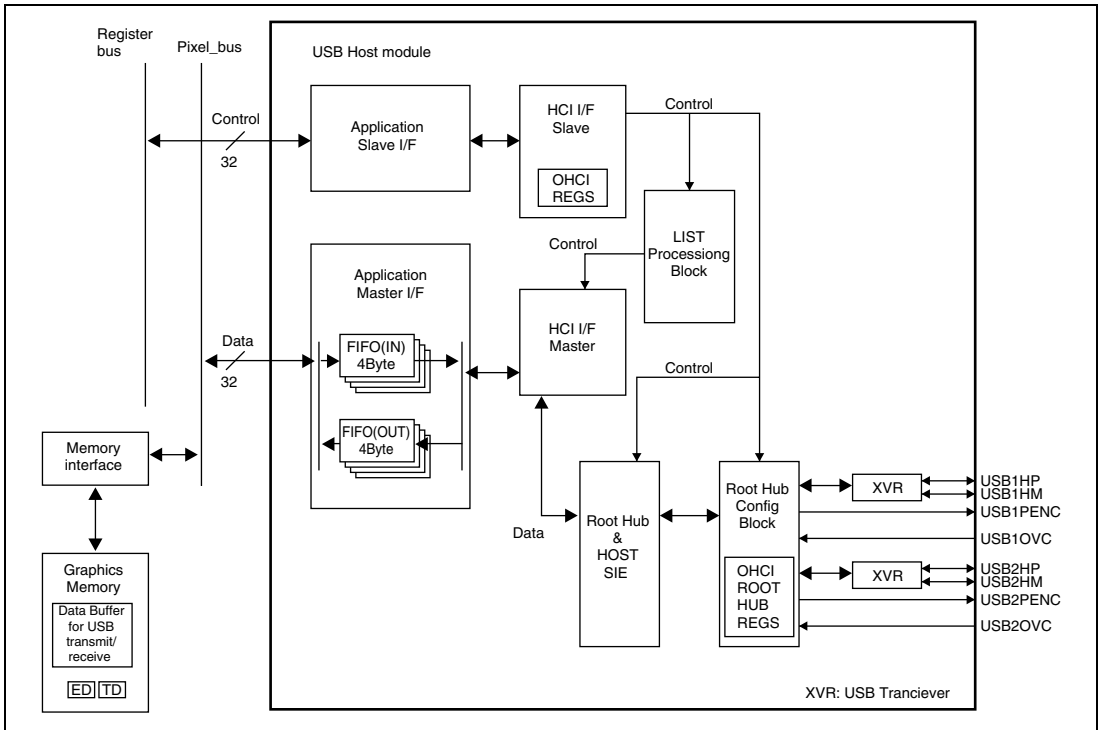 Register
bus
Pixel_bus
USB Host module
Control
32
Application
Slave I/F
HCI I/F
Slave
OHCI
REGS
Control
LIST
Processiong
Block
Control
Application
Master I/F
HCI I/F
Master
Data
32
FIFO(IN)
4Byte
FIFO(OUT)
4Byte
Control
Memory
interface
Data
Root Hub
&
HOST
SIE
Root Hub
Config
Block
OHCI
ROOT
HUB
REGS
XVR
USB1HP
USB1HM
USB1PENC
USB1OVC
XVR
USB2HP
USB2HM
USB2PENC
USB2OVC
Graphics
Memory
Data Buffer
for USB
transmit/
receive
ED
TD
XVR: USB Tranciever